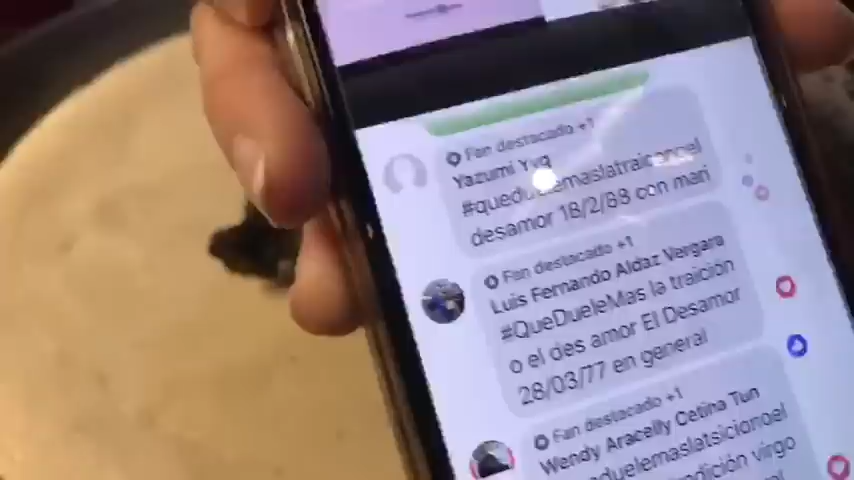 Fan destacado +1
Yazumi
desamor 18/2/88 con mari
Fan destacado +1
Luis Fernando Aldaz Vergara
#QueDueleMas la traición
o el des amor El Desamor
28/03/77 en general
Fan destacado +1
Wendy Aracelly Cetina Tun
virgo